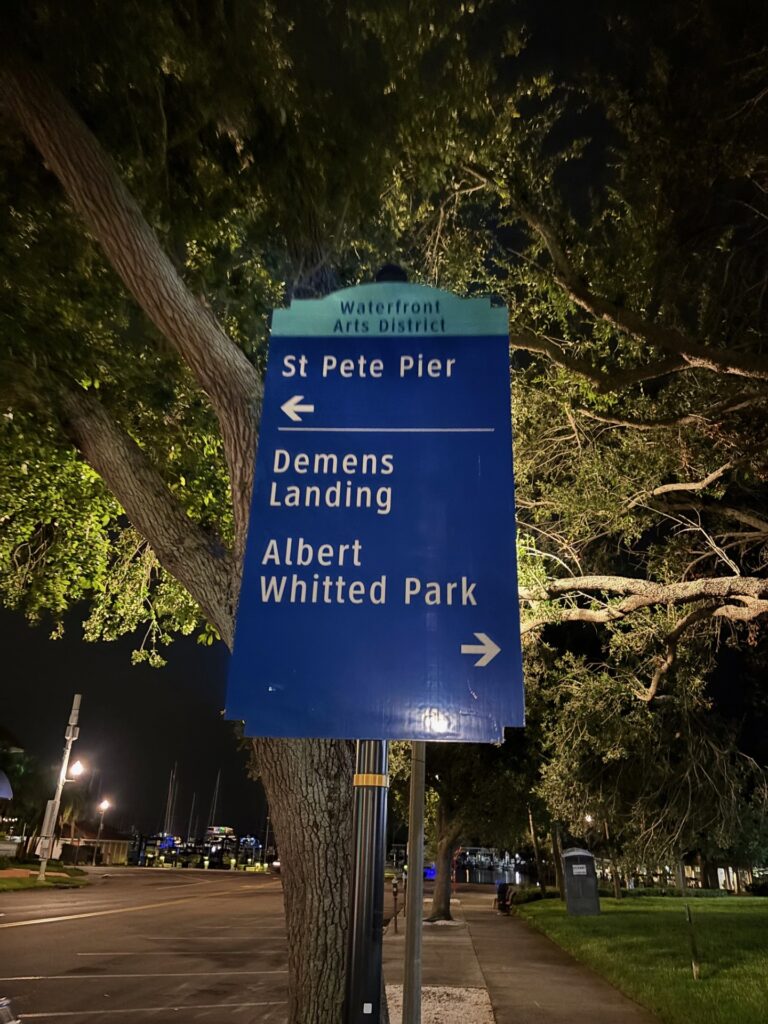 Waterfront
Arts District
St Pete Pier
Demens
Landing
Albert
Whitted Park